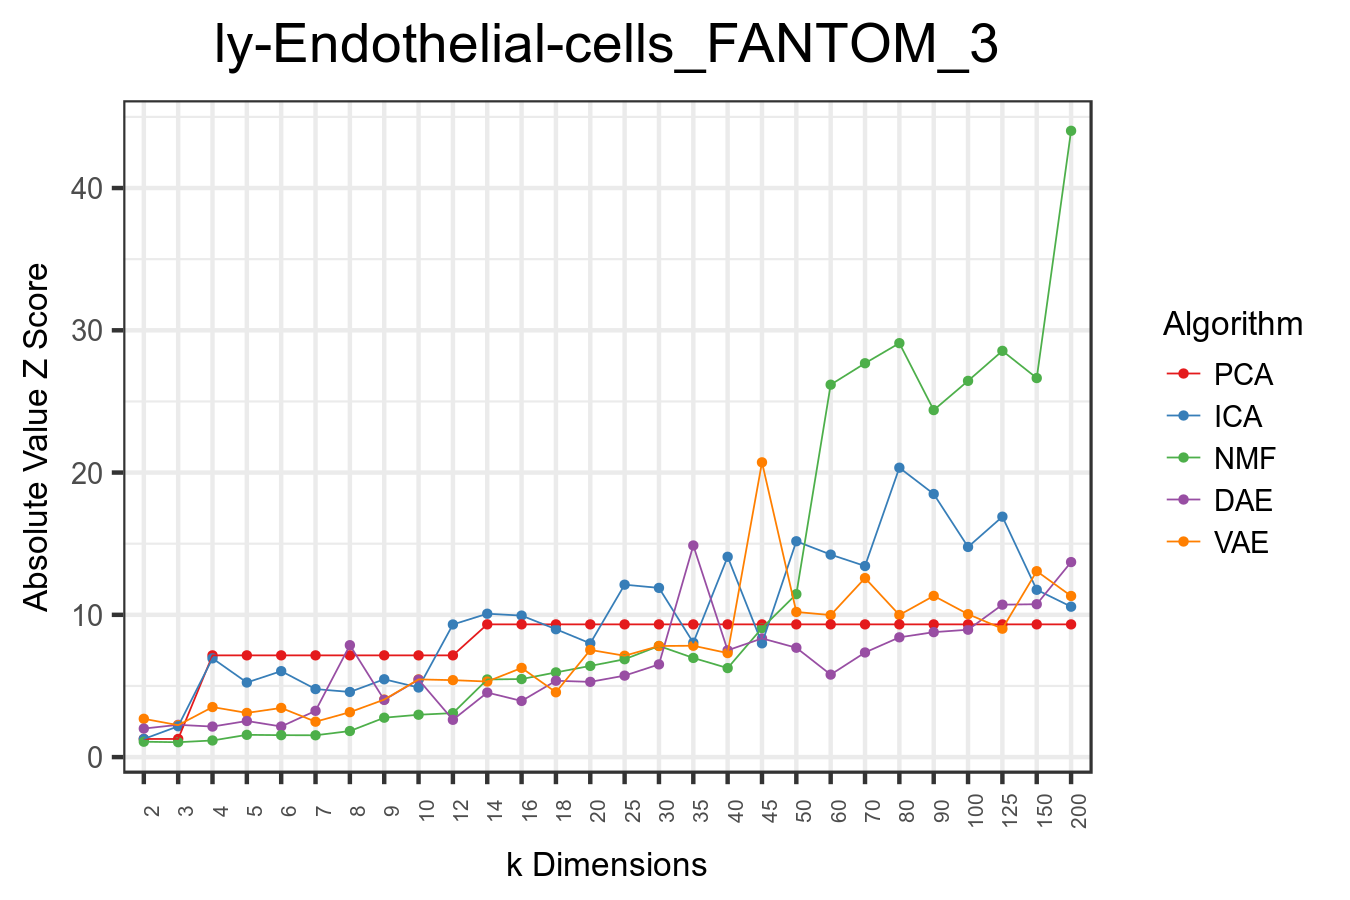 ly-Endothelial-cells_FANTOM_3
Absolute Value Z Score
40
30
20
10
0
2 3 4 5 6 7 8 9 10 12 14 16 18 20 25 30 35 40 45 50 60 70 80 90 100 125 150 200
k Dimensions
Algorithm
PCA
ICA
NMF
DAE
VAE